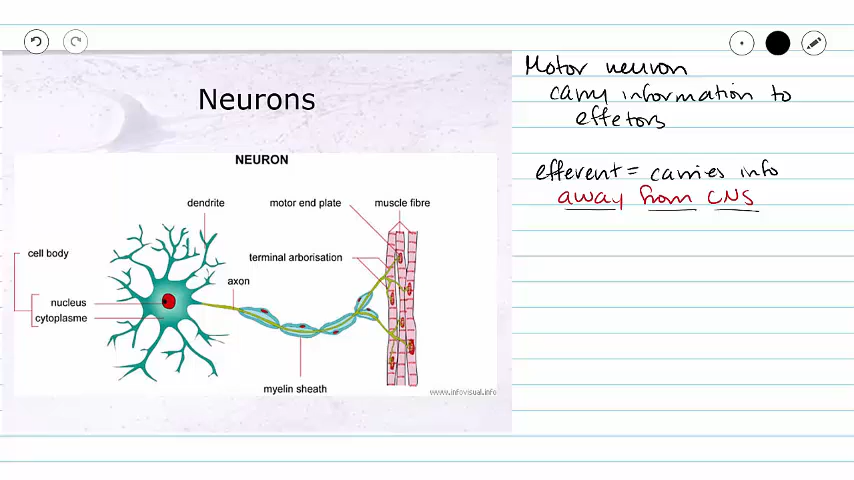 Neurons
NEURON
dendrite
motor end plate
muscle fibre
cell body
terminal arborisation
axon
nucleus
cytoplasme
myelin sheath
www.infovisual.info
Motor neuron
carry information to
effetors
efferent = carries info
away from CNS